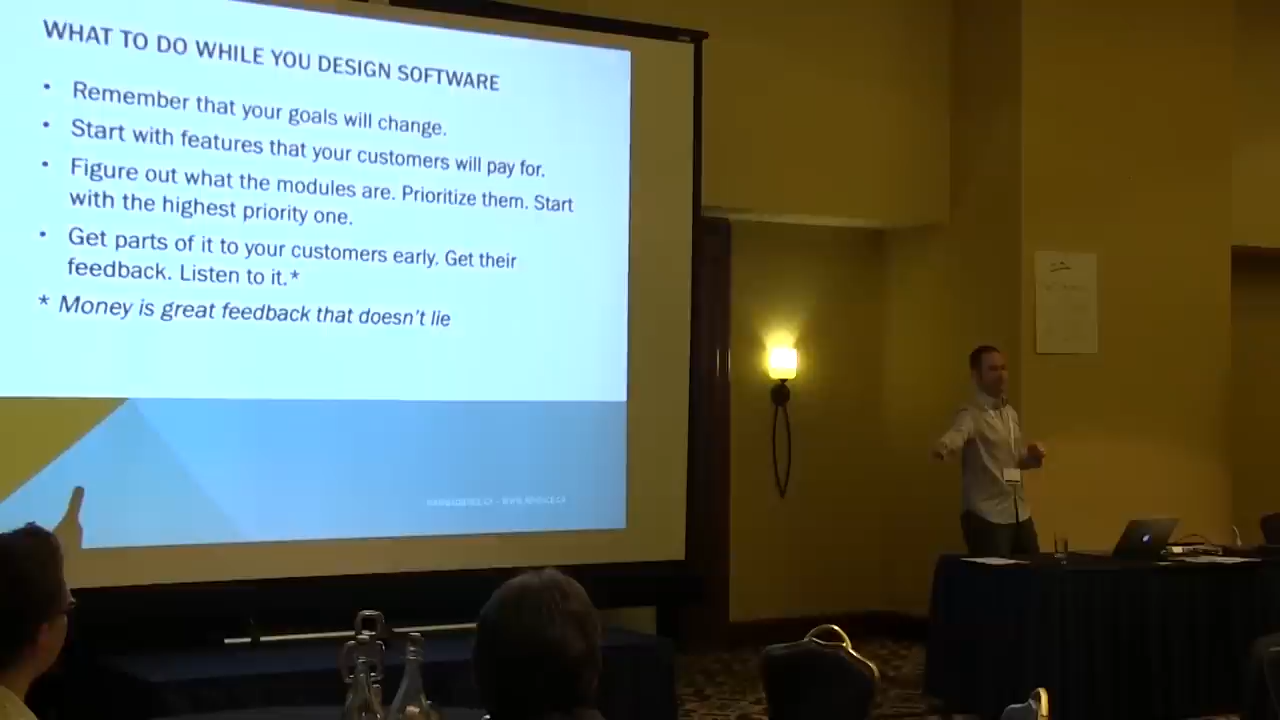 WHAT TO DO WHILE YOU DESIGN SOFTWARE
• Remember that your goals will change.
• Start with features that your customers will pay for.
• Figure out what the modules are. Prioritize them. Start
with the highest priority one.
• Get parts of it to your customers early. Get their
feedback. Listen to it.*
* Money is great feedback that doesn't lie